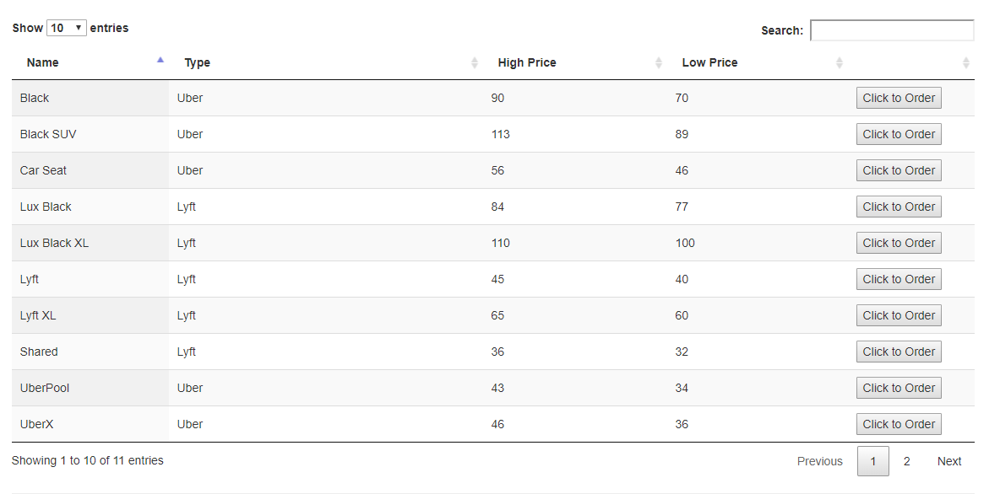 Show 10 entries Search:
Name Type High Price Low Price
Black Uber 90 70 Click to Order
Black SUV Uber 113 89 Click to Order
Car Seat Uber 56 46 Click to Order
Lux Black Lyft 84 77 Click to Order
Lux Black XL Lyft 110 100 Click to Order
Lyft Lyft 45 40 Click to Order
Lyft XL Lyft 65 60 Click to Order
Shared Lyft 36 32 Click to Order
UberPool Uber 43 34 Click to Order
UberX Uber 46 36 Click to Order
Showing 1 to 10 of 11 entries Previous 1 2 Next